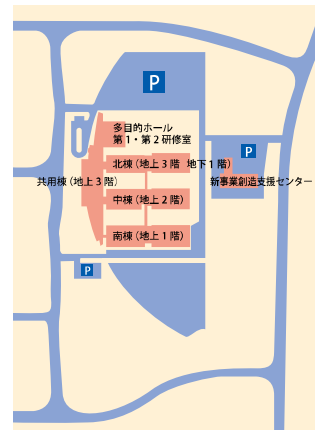 P
多目的ホール
第１・第２研修室
P
北棟（地上３階　地下１階）
共用棟（地上３階）
新事業創造支援センター
中棟（地上２階）
南棟（地上１階）
P